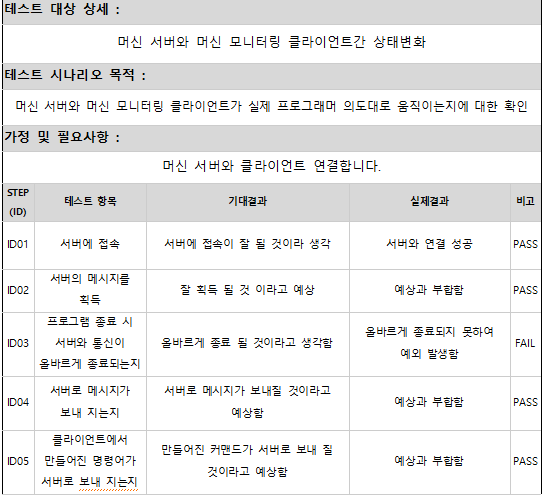 테스트 대상 상세 :
머신 서버와 머신 모니터링 클라이언트간 상태변화
테스트 시나리오 목적 :
머신 서버와 머신 모니터링 클라이언트가 실제 프로그래머 의도대로 움직이는지에 대한 확인
가정 및 필요사항 :
머신 서버와 클라이언트 연결합니다.
STEP
(ID)
테스트 항목
기대결과
실제결과
비고
ID01
서버에 접속
서버에 접속이 잘 될 것이라 생각
서버와 연결 성공
PASS
ID02
서버의 메시지를
획득
잘 획득 될 것 이라고 예상
예상과 부합함
PASS
ID03
프로그램 종료 시
서버와 통신이
올바르게 종료되는지
올바르게 종료 될 것이라고 생각함
올바르게 종료되지 못하여
예외 발생함
FAIL
ID04
서버로 메시지가
보내 지는지
서버로 메시지가 보내질 것이라고
예상함
예상과 부합함
PASS
ID05
클라이언트에서
만들어진 명령어가
서버로 보내 지는지
만들어진 커맨드가 서버로 보내 질
것이라고 예상함
예상과 부합함
PASS